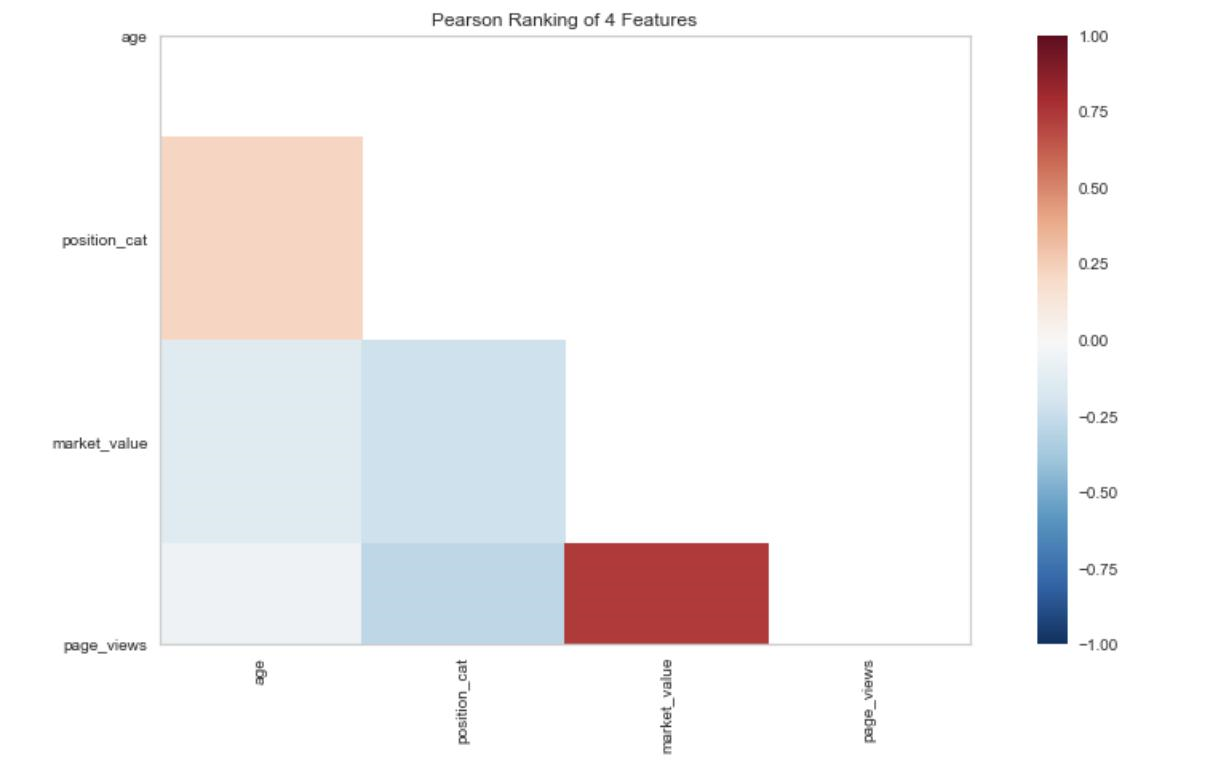 Pearson Ranking of 4 Features
age
position_cat
market_value
page_views
age
position_cat
market_value
page_views
1.00
0.75
0.50
0.25
0.00
−0.25
−0.50
−0.75
−1.00